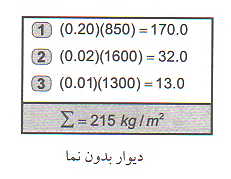 1 (0.20)(850) = 170.0
2 (0.02)(1600) = 32.0
3 (0.01)(1300) = 13.0
∑ = 215 kg / m²
دیوار بدون نما